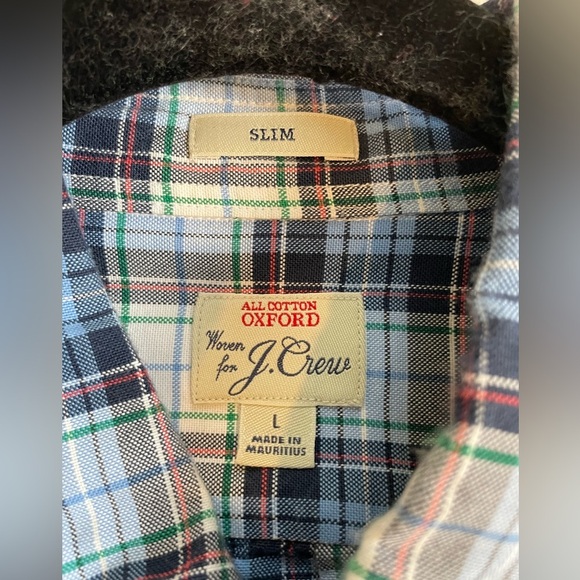 SLIM
ALL COTTON
OXFORD
Woven
for J.Crew
L
MADE IN
MAURITIUS